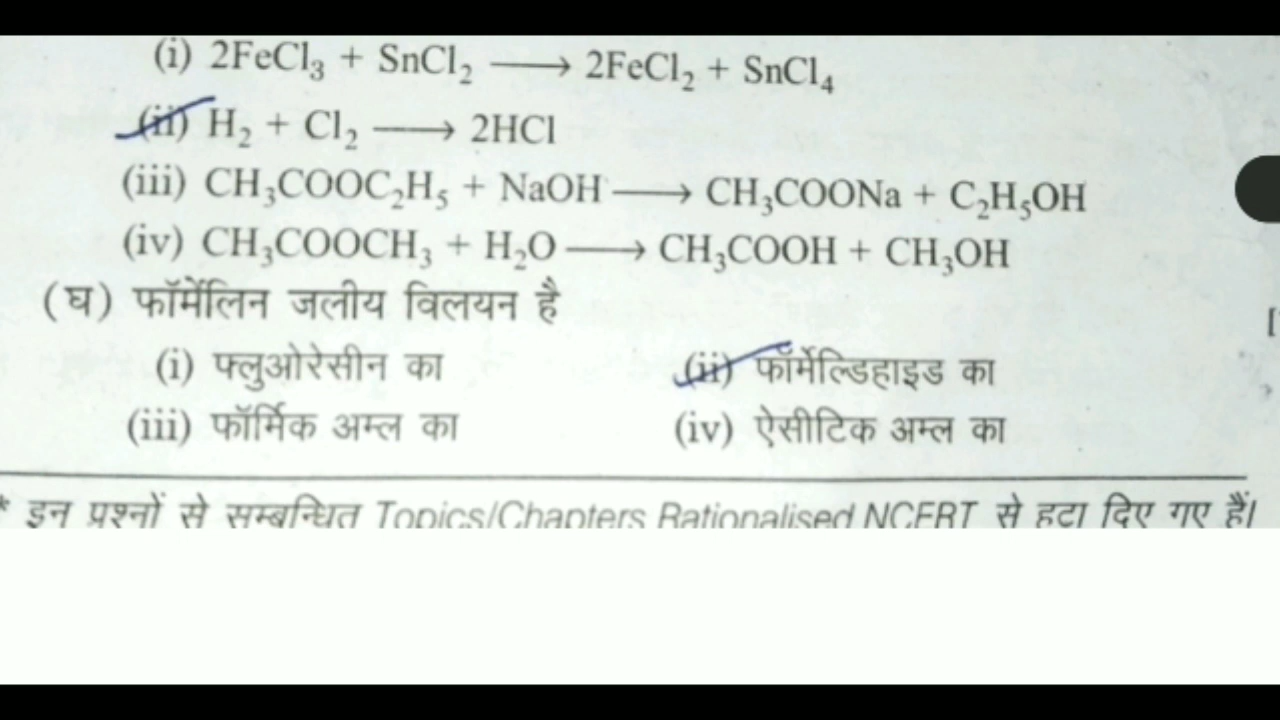 (i) 2FeCl₃ + SnCl₂ ⟶ 2FeCl₂ + SnCl₄
(ii) H₂ + Cl₂ ⟶ 2HCl
(iii) CH₃COOC₂H₅ + NaOH ⟶ CH₃COONa + C₂H₅OH
(iv) CH₃COOCH₃ + H₂O ⟶ CH₃COOH + CH₃OH
(घ) फॉर्मेलिन जलीय विलयन है [
(i) फ्लुओरेसीन का (ii) फॉर्मेल्डिहाइड का
(iii) फॉर्मिक अम्ल का (iv) ऐसीटिक अम्ल का
* इन प्रश्नों से सम्बन्धित Topics/Chapters Rationalised NCERT से हटा दिए गए हैं।